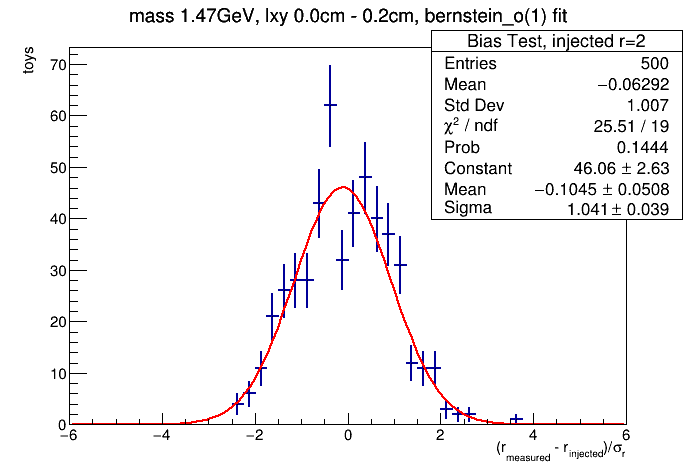 mass 1.47GeV, lxy 0.0cm - 0.2cm, bernstein_o(1) fit
Bias Test, injected r=2
Entries 500
Mean −0.06292
Std Dev 1.007
χ² / ndf 25.51 / 19
Prob 0.1444
Constant 46.06 ± 2.63
Mean −0.1045 ± 0.0508
Sigma 1.041 ± 0.039
toys
70
60
50
40
30
20
10
0
−6 −4 −2 0 2 4 6
(r_measured - r_injected)/σ_r